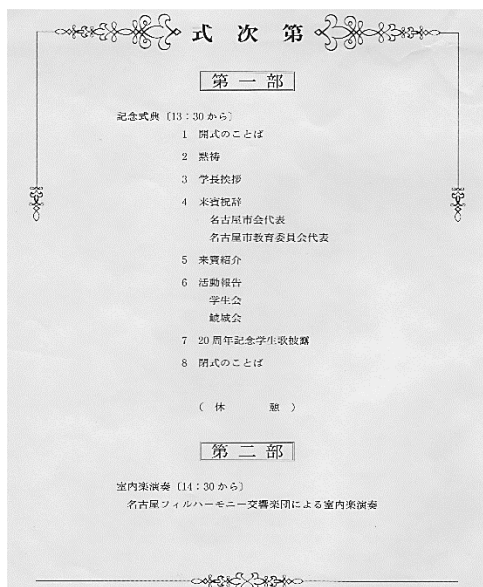 式 次 第
第 一 部
記念式典〔13：30から〕
1 開式のことば
2 黙祷
3 学長挨拶
4 来賓祝辞
名古屋市会代表
名古屋市教育委員会代表
5 来賓紹介
6 活動報告
学生会
鯱城会
7 20周年記念学生歌披露
8 閉式のことば
（ 休 憩 ）
第 二 部
室内楽演奏〔14：30から〕
名古屋フィルハーモニー交響楽団による室内楽演奏